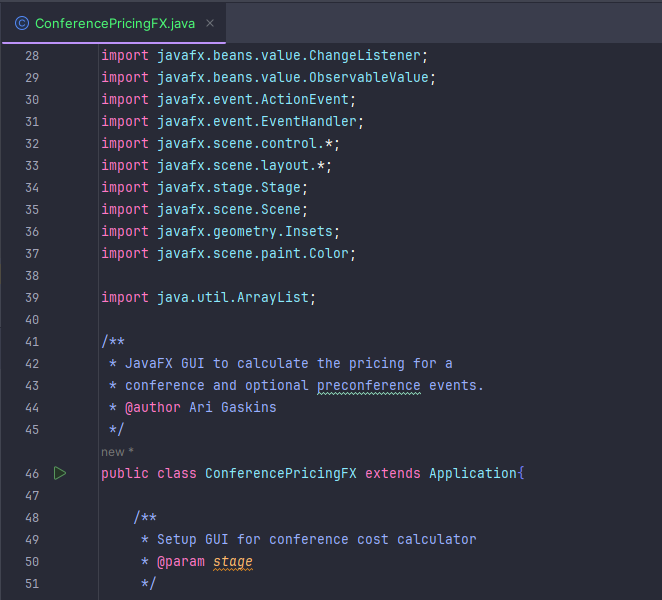 C ConferencePricingFX.java ×
28 import javafx.beans.value.ChangeListener;
29 import javafx.beans.value.ObservableValue;
30 import javafx.event.ActionEvent;
31 import javafx.event.EventHandler;
32 import javafx.scene.control.*;
33 import javafx.scene.layout.*;
34 import javafx.stage.Stage;
35 import javafx.scene.Scene;
36 import javafx.geometry.Insets;
37 import javafx.scene.paint.Color;
38
39 import java.util.ArrayList;
40
41 /**
42  * JavaFX GUI to calculate the pricing for a
43  * conference and optional preconference events.
44  * @author Ari Gaskins
45  */
new *
46 public class ConferencePricingFX extends Application{
47
48     /**
49      * Setup GUI for conference cost calculator
50      * @param stage
51      */